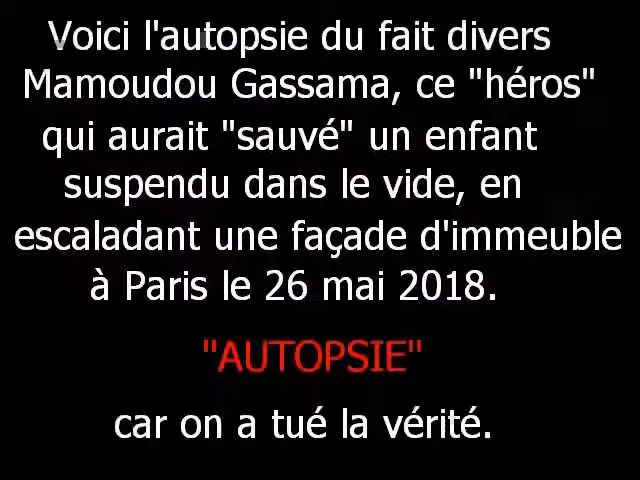 Voici l'autopsie du fait divers
Mamoudou Gassama, ce "héros"
qui aurait "sauvé" un enfant
suspendu dans le vide, en
escaladant une façade d'immeuble
à Paris le 26 mai 2018.
"AUTOPSIE"
car on a tué la vérité.